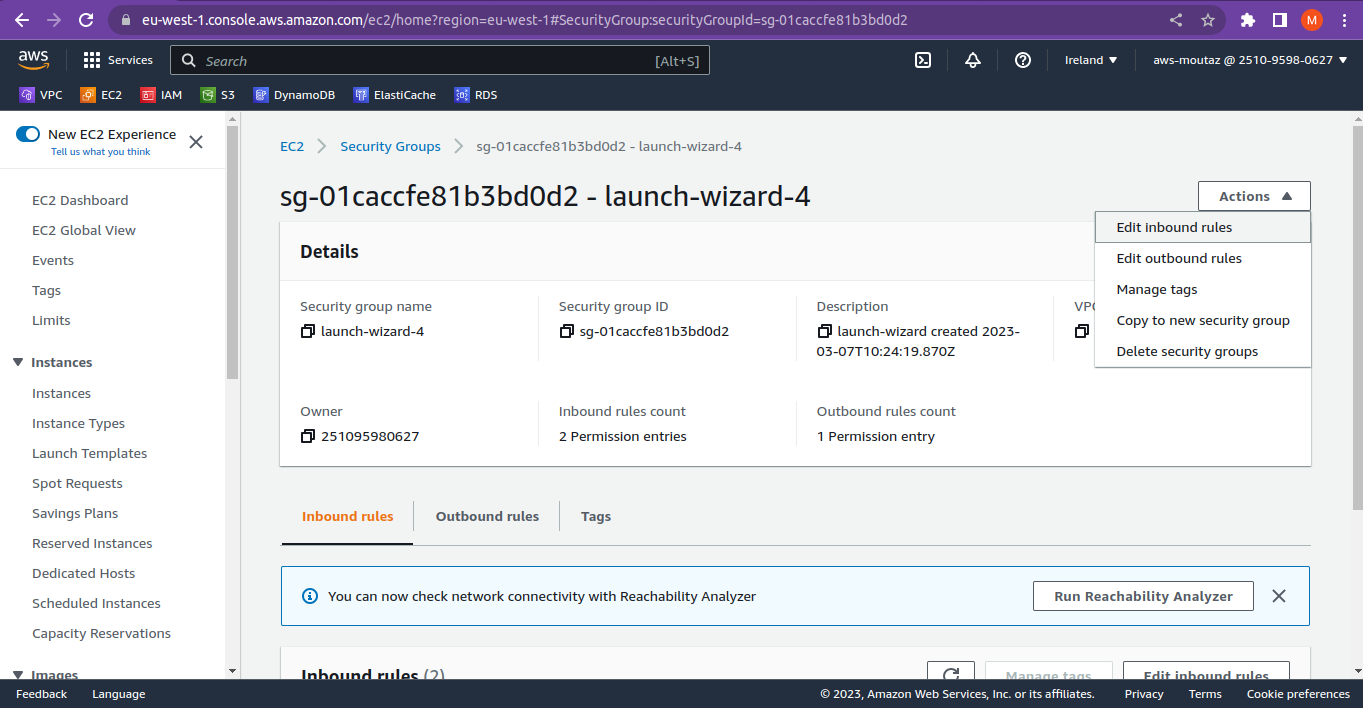 eu-west-1.console.aws.amazon.com/ec2/home?region=eu-west-1#SecurityGroup:securityGroupId=sg-01caccfe81b3bd0d2
M
aws Services Search [Alt+S] Ireland ▼ aws-moutaz @ 2510-9598-0627 ▼
VPC EC2 IAM S3 DynamoDB ElastiCache RDS
New EC2 Experience
Tell us what you think
EC2 Dashboard
EC2 Global View
Events
Tags
Limits
Instances
Instances
Instance Types
Launch Templates
Spot Requests
Savings Plans
Reserved Instances
Dedicated Hosts
Scheduled Instances
Capacity Reservations
Images
EC2 > Security Groups > sg-01caccfe81b3bd0d2 - launch-wizard-4
sg-01caccfe81b3bd0d2 - launch-wizard-4
Actions ▲
Edit inbound rules
Edit outbound rules
Manage tags
Copy to new security group
Delete security groups
Details
Security group name
launch-wizard-4
Security group ID
sg-01caccfe81b3bd0d2
Description
launch-wizard created 2023-
03-07T10:24:19.870Z
Owner
251095980627
Inbound rules count
2 Permission entries
Outbound rules count
1 Permission entry
Inbound rules Outbound rules Tags
You can now check network connectivity with Reachability Analyzer
Run Reachability Analyzer
Inbound rules (2) Manage tags Edit inbound rules
Feedback Language © 2023, Amazon Web Services, Inc. or its affiliates. Privacy Terms Cookie preferences